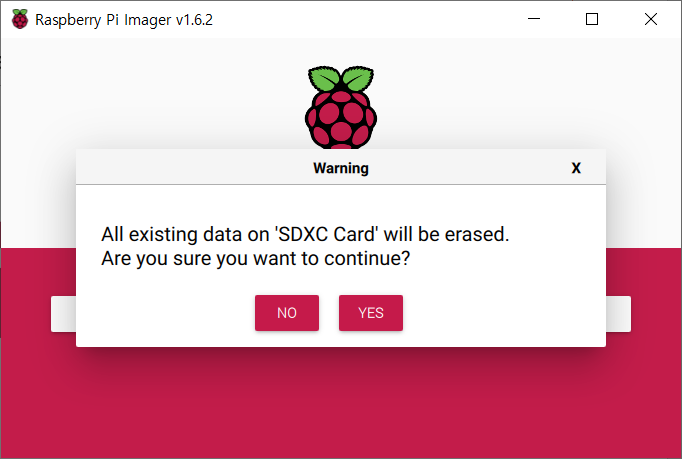 Raspberry Pi Imager v1.6.2
Warning
X
All existing data on 'SDXC Card' will be erased.
Are you sure you want to continue?
NO
YES